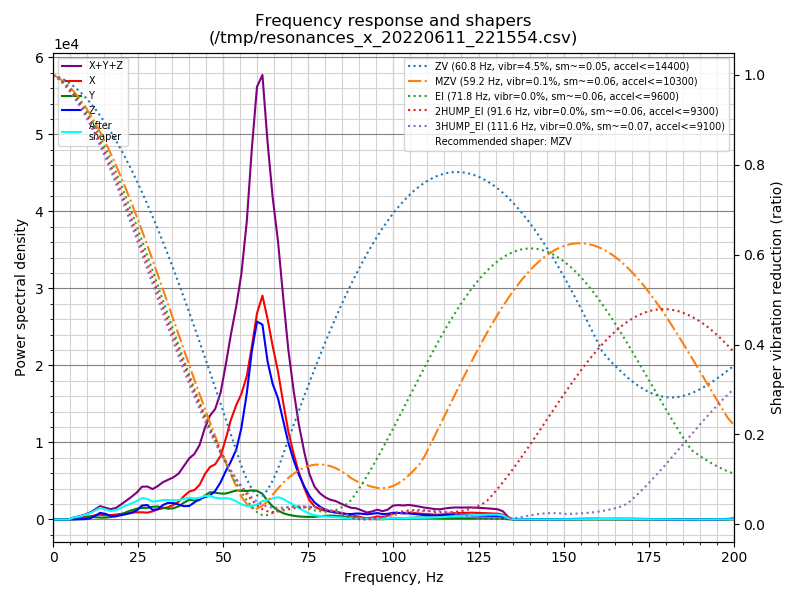 Frequency response and shapers
(/tmp/resonances_x_20220611_221554.csv)
1e4
X+Y+Z
X
Y
Z
After
shaper
ZV (60.8 Hz, vibr=4.5%, sm~=0.05, accel<=14400)
MZV (59.2 Hz, vibr=0.1%, sm~=0.06, accel<=10300)
EI (71.8 Hz, vibr=0.0%, sm~=0.06, accel<=9600)
2HUMP_EI (91.6 Hz, vibr=0.0%, sm~=0.06, accel<=9300)
3HUMP_EI (111.6 Hz, vibr=0.0%, sm~=0.07, accel<=9100)
Recommended shaper: MZV
6
5
4
3
2
1
0
Power spectral density
1.0
0.8
0.6
0.4
0.2
0.0
Shaper vibration reduction (ratio)
0 25 50 75 100 125 150 175 200
Frequency, Hz